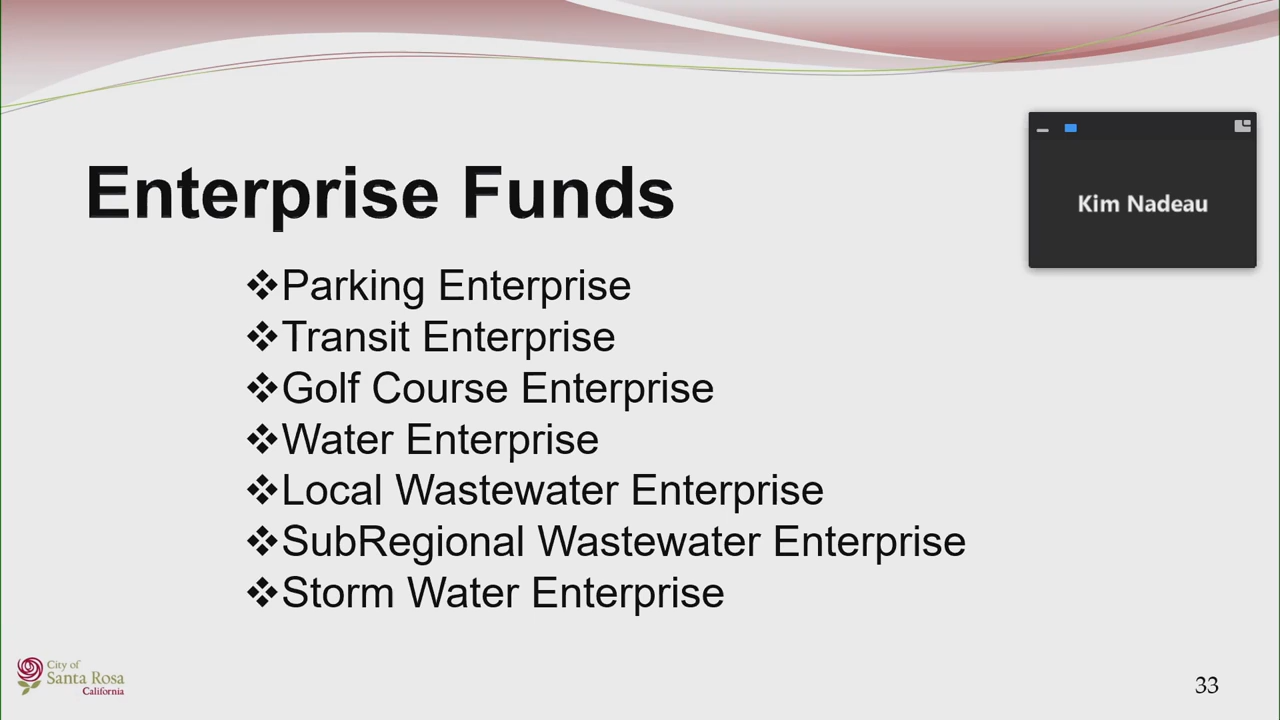 Enterprise Funds
Kim Nadeau
❖Parking Enterprise
❖Transit Enterprise
❖Golf Course Enterprise
❖Water Enterprise
❖Local Wastewater Enterprise
❖SubRegional Wastewater Enterprise
❖Storm Water Enterprise
City of
Santa Rosa
California
33